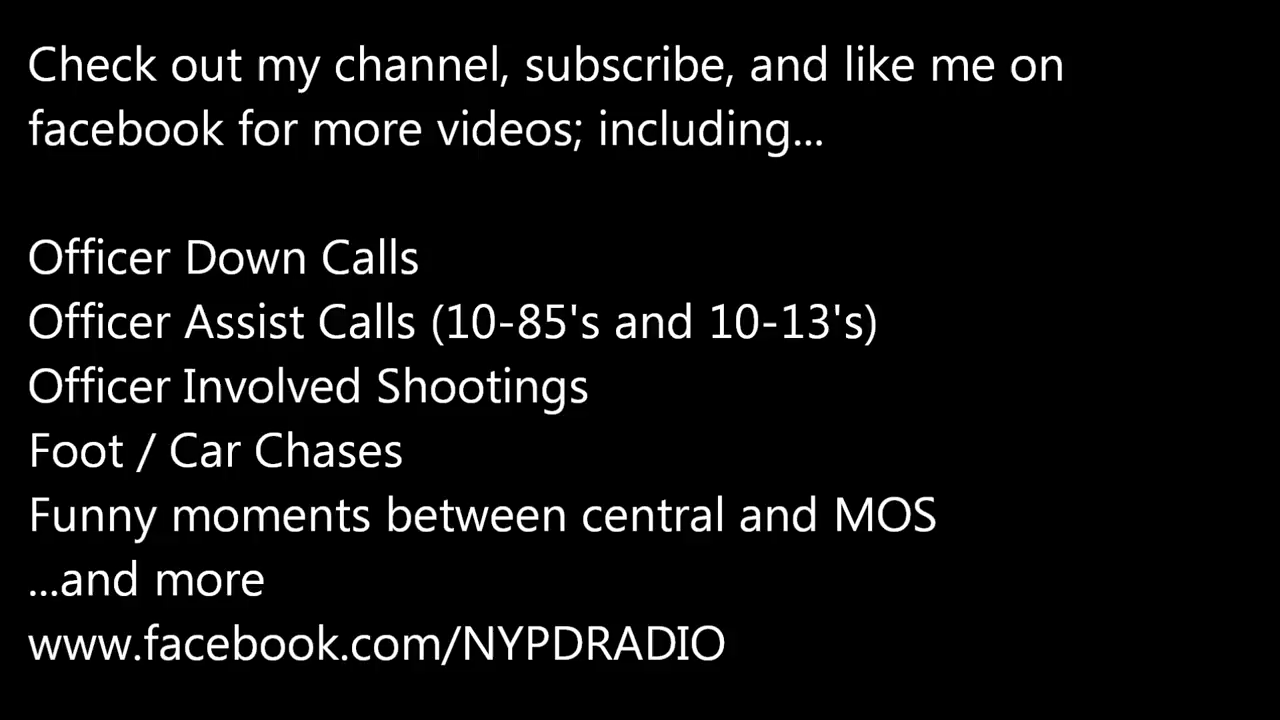 Check out my channel, subscribe, and like me on
facebook for more videos; including...
Officer Down Calls
Officer Assist Calls (10-85's and 10-13's)
Officer Involved Shootings
Foot / Car Chases
Funny moments between central and MOS
...and more
www.facebook.com/NYPDRADIO